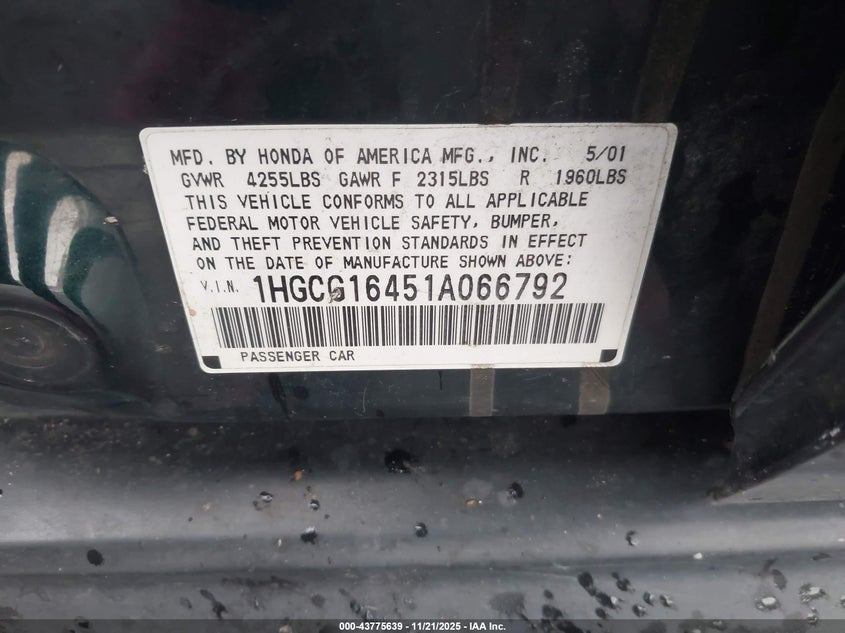 MFD. BY HONDA OF AMERICA MFG., INC. 5/01
GVWR 4255LBS GAWR F 2315LBS R 1960LBS
THIS VEHICLE CONFORMS TO ALL APPLICABLE
FEDERAL MOTOR VEHICLE SAFETY, BUMPER,
AND THEFT PREVENTION STANDARDS IN EFFECT
ON THE DATE OF MANUFACTURE SHOWN ABOVE:
V.I.N. 1HGCG16451A066792
PASSENGER CAR
000-43775639 - 11/21/2025 - IAA Inc.